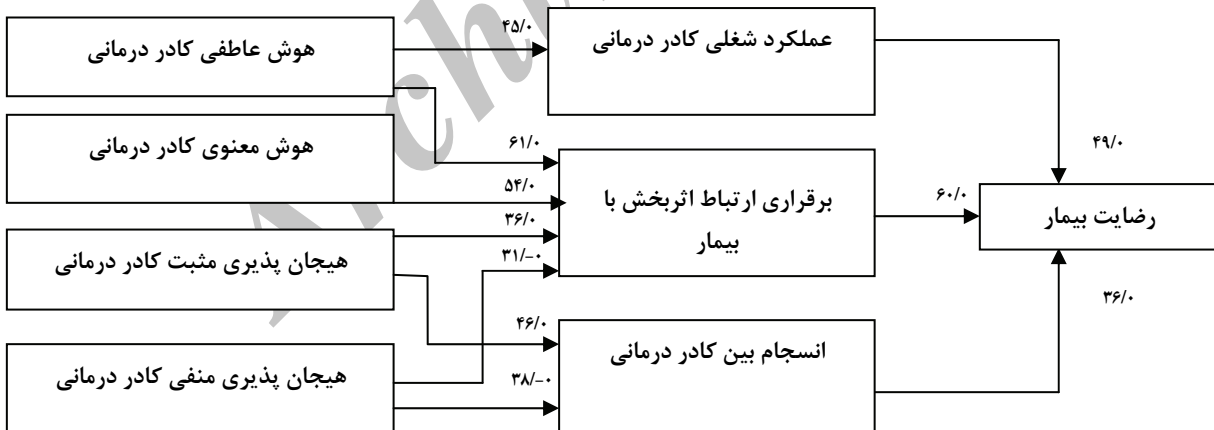 هوش عاطفی کادر درمانی
هوش معنوی کادر درمانی
هیجان پذیری مثبت کادر درمانی
هیجان پذیری منفی کادر درمانی
۴۵/۰
۶۱/۰
۵۴/۰
۳۶/۰
۳۱/-۰
۴۶/۰
۳۸/-۰
عملکرد شغلی کادر درمانی
برقراری ارتباط اثربخش با
بیمار
انسجام بین کادر درمانی
۴۹/۰
۶۰/۰
۳۶/۰
رضایت بیمار